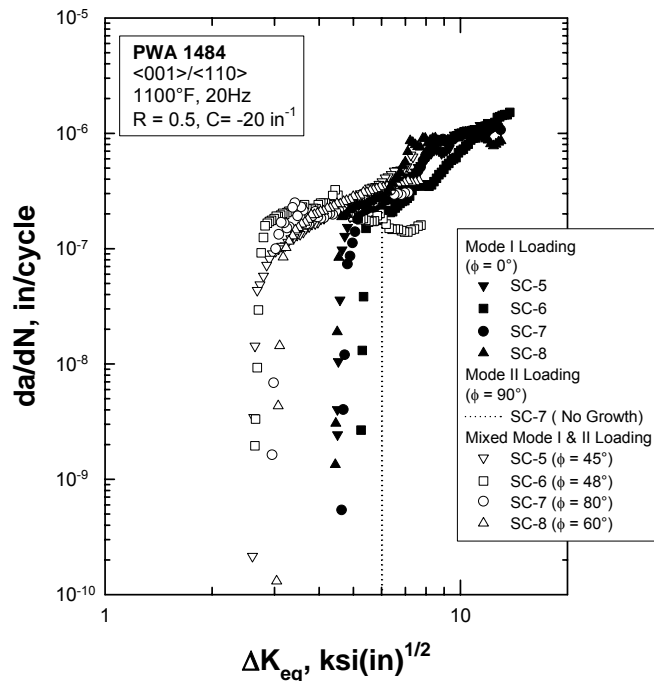 10⁻⁵
PWA 1484
<001>/<110>
1100°F, 20Hz
R = 0.5, C= -20 in⁻¹
10⁻⁶
10⁻⁷
10⁻⁸
10⁻⁹
10⁻¹⁰
da/dN, in/cycle
Mode I Loading
(ϕ = 0°)
SC-5
SC-6
SC-7
SC-8
Mode II Loading
(ϕ = 90°)
SC-7 ( No Growth)
Mixed Mode I & II Loading
SC-5 (ϕ = 45°)
SC-6 (ϕ = 48°)
SC-7 (ϕ = 80°)
SC-8 (ϕ = 60°)
1 10
ΔK_eq, ksi(in)^1/2